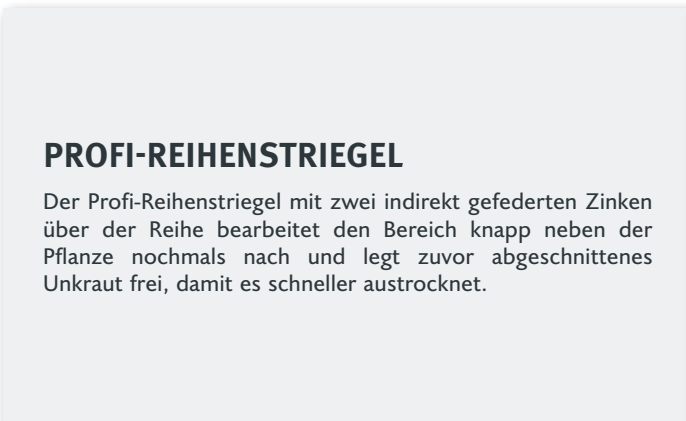 PROFI-REIHENSTRIEGEL
Der Profi-Reihenstriegel mit zwei indirekt gefederten Zinken
über der Reihe bearbeitet den Bereich knapp neben der
Pflanze nochmals nach und legt zuvor abgeschnittenes
Unkraut frei, damit es schneller austrocknet.